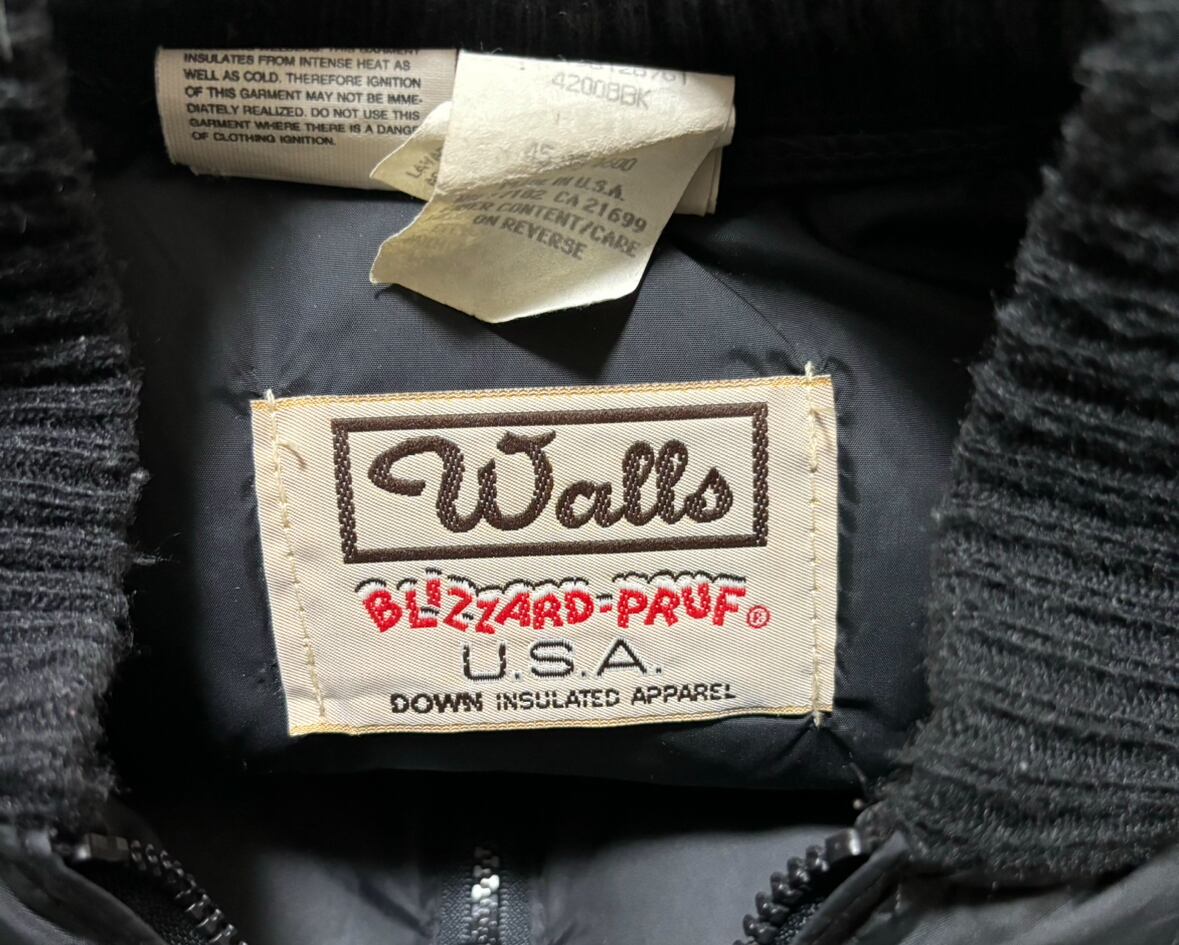 INSULATES FROM INTENSE HEAT AS
WELL AS COLD. THEREFORE IGNITION
OF THIS GARMENT MAY NOT BE IMME-
DIATELY REALIZED. DO NOT USE THIS
GARMENT WHERE THERE IS A DANGE
OF CLOTHING IGNITION.
4200BBK
45
IN U.S.A.
CA 21699
CONTENT/CARE
ON REVERSE
Walls
BLIZZARD-PRUF®
U.S.A.
DOWN INSULATED APPAREL